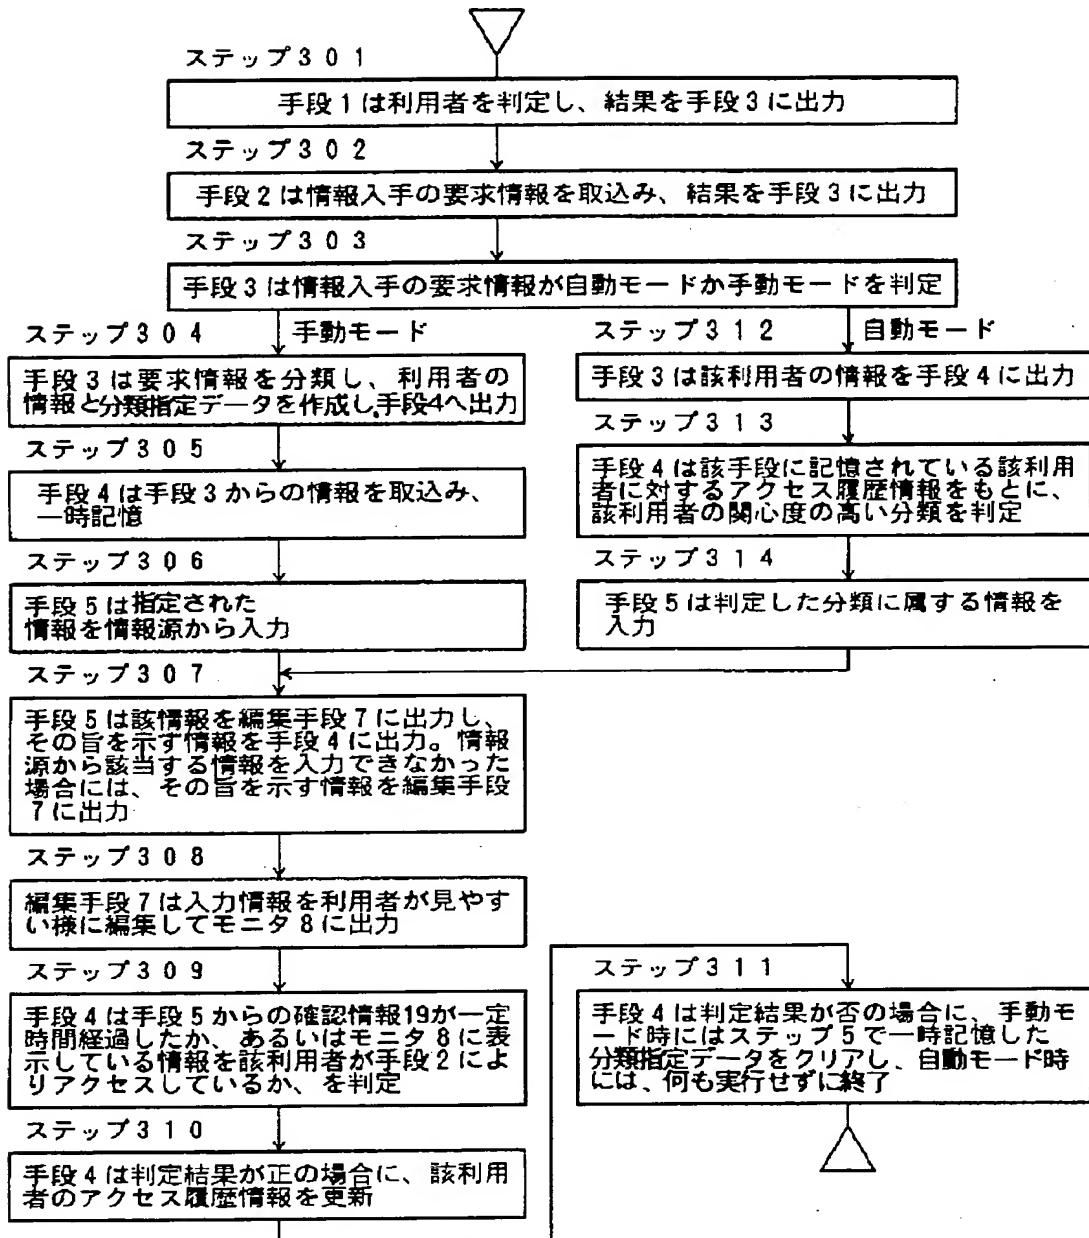 ステップ301
手段1は利用者を判定し、結果を手段3に出力
ステップ302
手段2は情報入手の要求情報を取込み、結果を手段3に出力
ステップ303
手段3は情報入手の要求情報が自動モードか手動モードを判定
ステップ304
手動モード
手段3は要求情報を分類し、利用者の
情報と分類指定データを作成し、手段4へ出力
ステップ305
手段4は手段3からの情報を取込み、
一時記憶
ステップ306
手段5は指定された
情報を情報源から入力
ステップ312
自動モード
手段3は該利用者の情報を手段4に出力
ステップ313
手段4は該手段に記憶されている該利用
者に対するアクセス履歴情報をもとに、
該利用者の関心度の高い分類を判定
ステップ314
手段5は判定した分類に属する情報を
入力
ステップ307
手段5は該情報を編集手段7に出力し、
その旨を示す情報を手段4に出力。情報
源から該当する情報を入力できなかった
場合には、その旨を示す情報を編集手段
7に出力
ステップ308
編集手段7は入力情報を利用者が見やす
い様に編集してモニタ8に出力
ステップ309
手段4は手段5からの確認情報19が一定
時間経過したか、あるいはモニタ8に表
示している情報を該利用者が手段2によ
りアクセスしているか、を判定
ステップ310
手段4は判定結果が正の場合に、該利用
者のアクセス履歴情報を更新
ステップ311
手段4は判定結果が否の場合に、手動モ
ード時にはステップ5で一時記憶した
分類指定データをクリアし、自動モード時
には、何も実行せずに終了